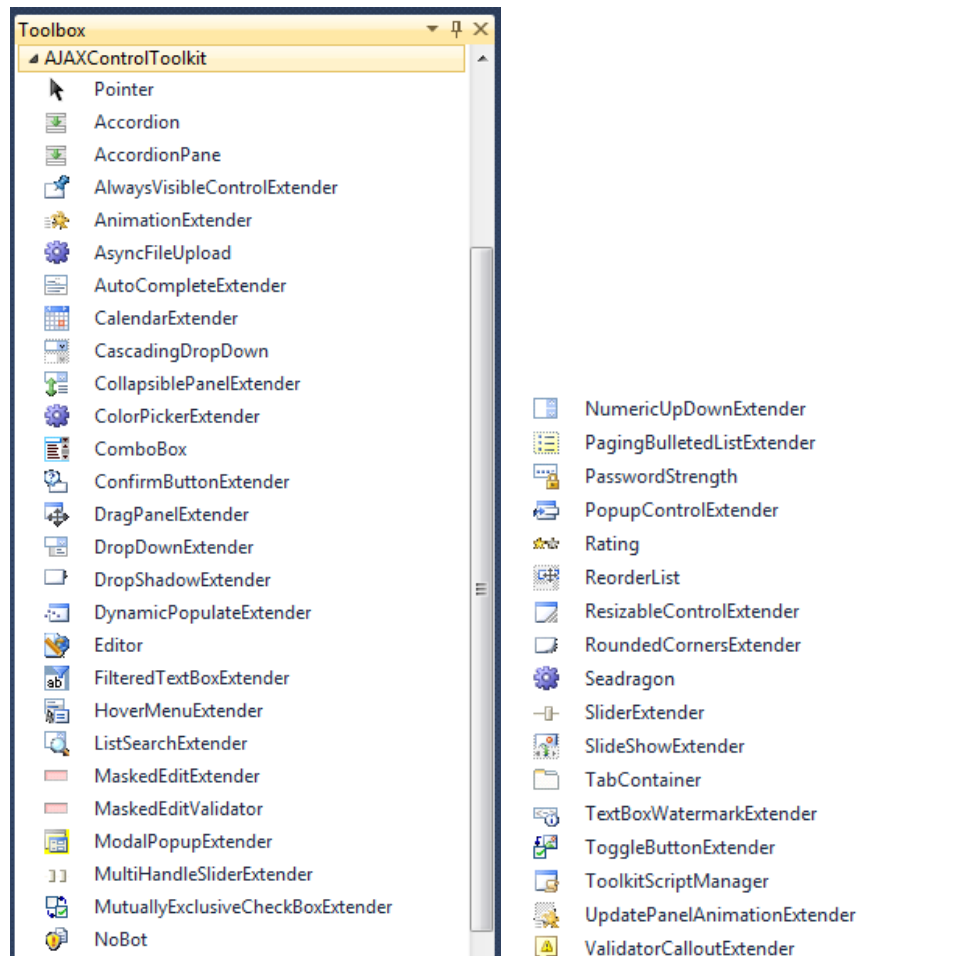 Toolbox
AJAXControlToolkit
Pointer
Accordion
AccordionPane
AlwaysVisibleControlExtender
AnimationExtender
AsyncFileUpload
AutoCompleteExtender
CalendarExtender
CascadingDropDown
CollapsiblePanelExtender
ColorPickerExtender
ComboBox
ConfirmButtonExtender
DragPanelExtender
DropDownExtender
DropShadowExtender
DynamicPopulateExtender
Editor
FilteredTextBoxExtender
HoverMenuExtender
ListSearchExtender
MaskedEditExtender
MaskedEditValidator
ModalPopupExtender
MultiHandleSliderExtender
MutuallyExclusiveCheckBoxExtender
NoBot
NumericUpDownExtender
PagingBulletedListExtender
PasswordStrength
PopupControlExtender
Rating
ReorderList
ResizableControlExtender
RoundedCornersExtender
Seadragon
SliderExtender
SlideShowExtender
TabContainer
TextBoxWatermarkExtender
ToggleButtonExtender
ToolkitScriptManager
UpdatePanelAnimationExtender
ValidatorCalloutExtender